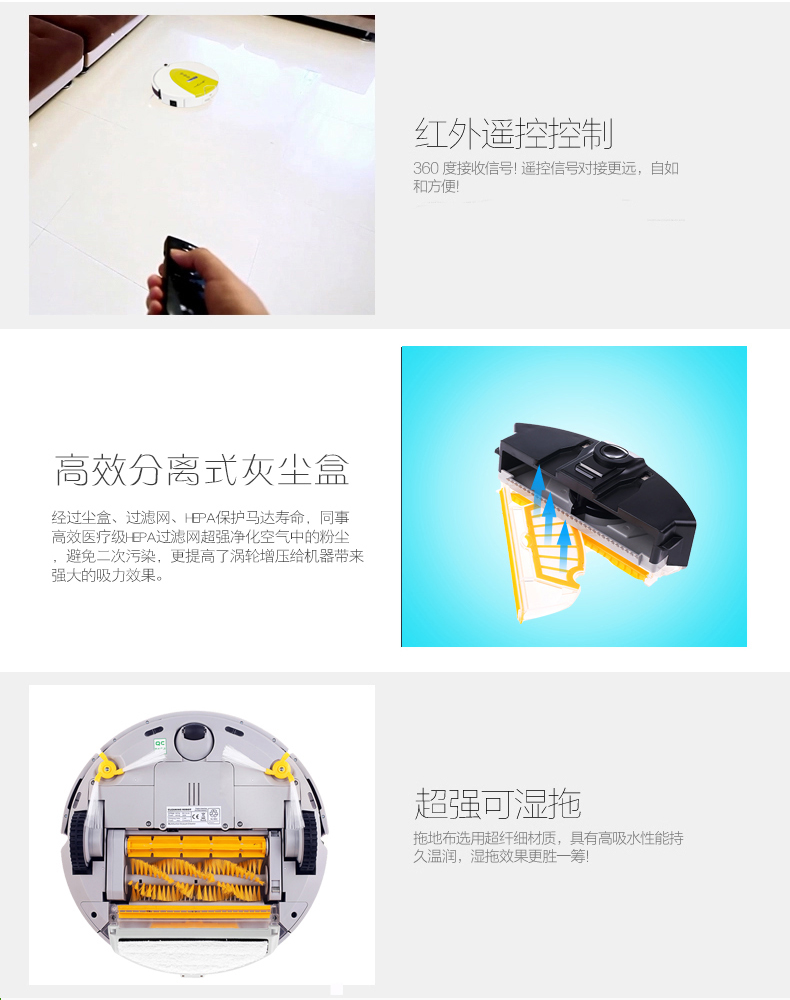 红外遥控控制
360 度接收信号! 遥控信号对接更远，自如
和方便!
高效分离式灰尘盒
经过尘盒、过滤网、HEPA保护马达寿命，同事
高效医疗级HEPA过滤网超强净化空气中的粉尘
，避免二次污染，更提高了涡轮增压给机器带来
强大的吸力效果。
QC
超强可湿拖
拖地布选用超纤细材质，具有高吸水性能持
久温润，湿拖效果更胜一筹!